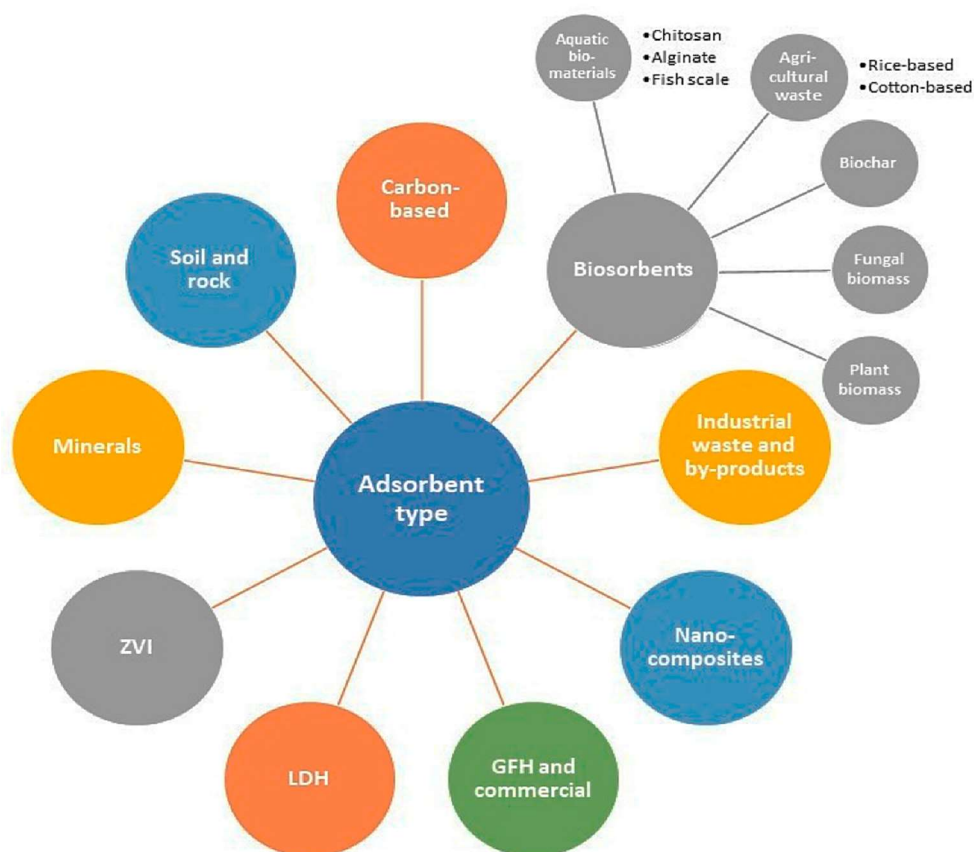 Aquatic
bio-
materials
•Chitosan
•Alginate
•Fish scale
Agri-
cultural
waste
•Rice-based
•Cotton-based
Biochar
Fungal
biomass
Plant
biomass
Biosorbents
Carbon-
based
Soil and
rock
Minerals
Industrial
waste and
by-products
Adsorbent
type
ZVI
Nano-
composites
LDH
GFH and
commercial